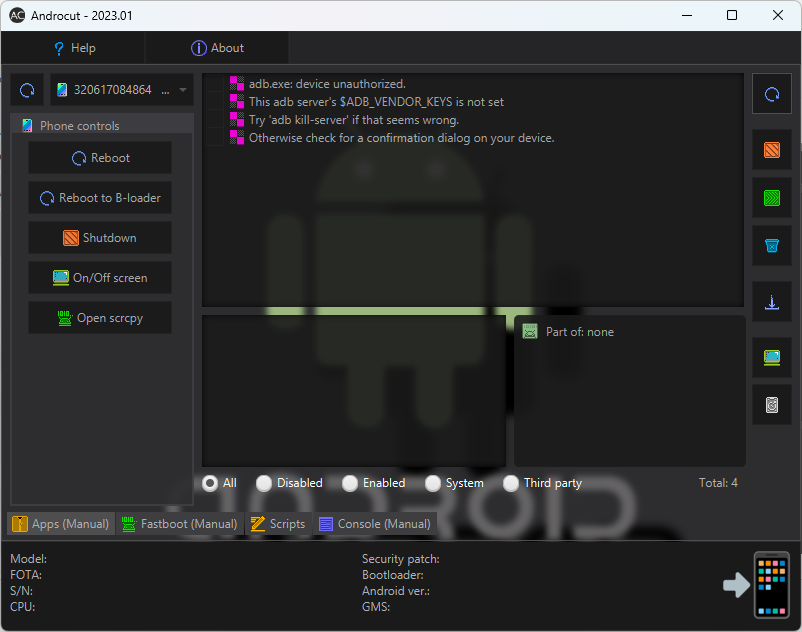 AC Androcut - 2023.01
? Help
i About
320617084864 ...
Phone controls
Reboot
Reboot to B-loader
Shutdown
On/Off screen
Open scrcpy
adb.exe: device unauthorized.
This adb server's $ADB_VENDOR_KEYS is not set
Try 'adb kill-server' if that seems wrong.
Otherwise check for a confirmation dialog on your device.
Part of: none
All
Disabled
Enabled
System
Third party
Total: 4
ANDROID
Apps (Manual)
Fastboot (Manual)
Scripts
Console (Manual)
Model:
FOTA:
S/N:
CPU:
Security patch:
Bootloader:
Android ver.:
GMS: